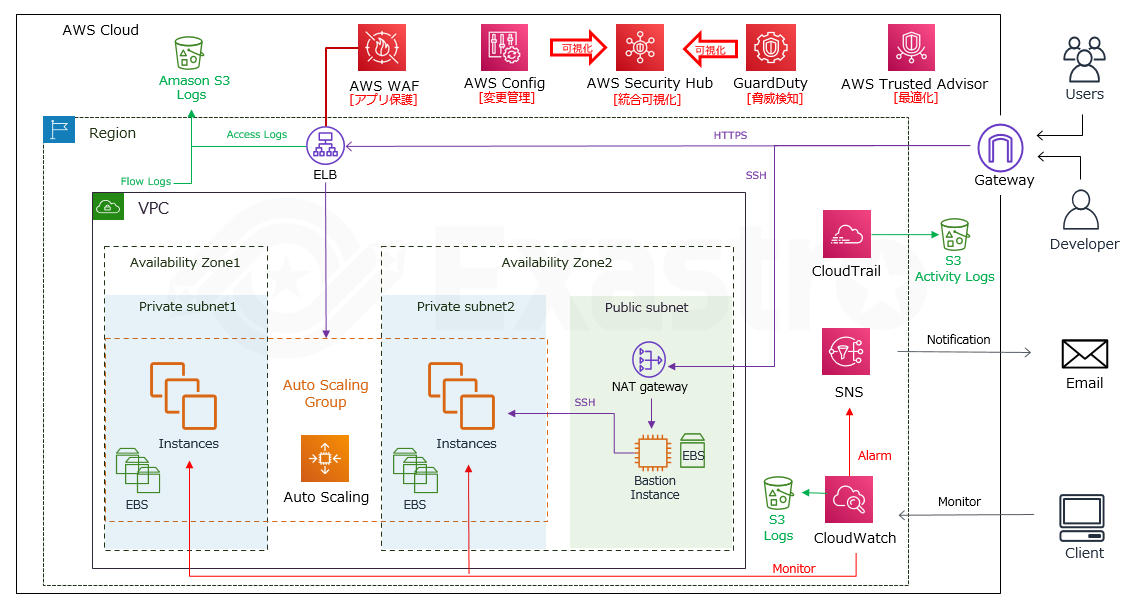 AWS Cloud
Amason S3
Logs
AWS WAF
[アプリ保護]
AWS Config
[変更管理]
可視化
AWS Security Hub
[統合可視化]
可視化
GuardDuty
[脅威検知]
AWS Trusted Advisor
[最適化]
Users
Region
Access Logs
ELB
HTTPS
SSH
Gateway
Flow Logs
VPC
Exastro
Developer
CloudTrail
S3
Activity Logs
Availability Zone1
Availability Zone2
Private subnet1
Private subnet2
Public subnet
NAT gateway
Auto Scaling
Group
SSH
Instances
Instances
EBS
EBS
EBS
Auto Scaling
Bastion
Instance
SNS
Notification
Email
Alarm
S3
Logs
CloudWatch
Monitor
Client
Monitor